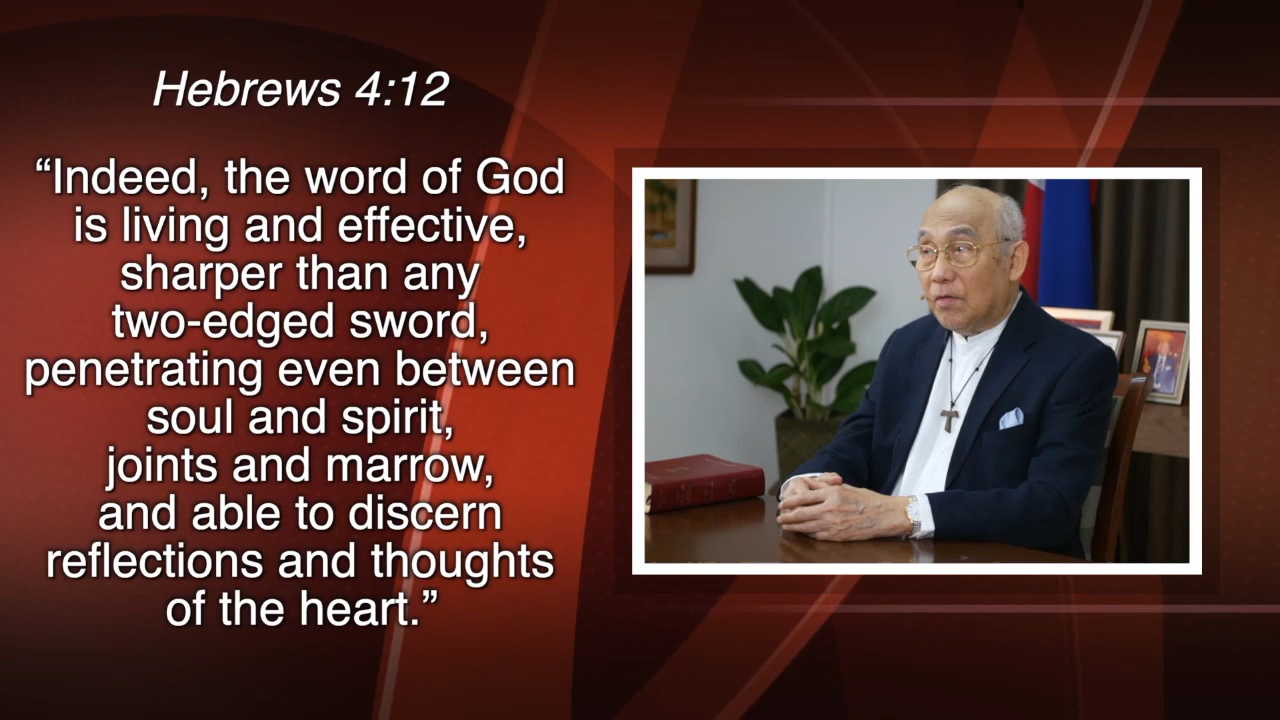 Hebrews 4:12
“Indeed, the word of God
is living and effective,
sharper than any
two-edged sword,
penetrating even between
soul and spirit,
joints and marrow,
and able to discern
reflections and thoughts
of the heart.”